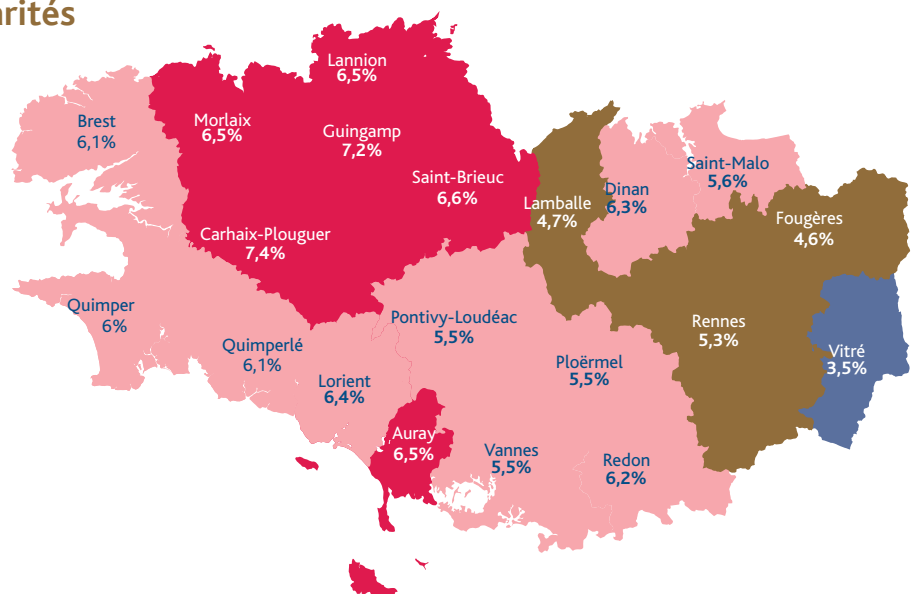 Lannion
6,5%
Brest
6,1%
Morlaix
6,5%
Guingamp
7,2%
Saint-Brieuc
6,6%
Saint-Malo
5,6%
Dinan
6,3%
Lamballe
4,7%
Fougères
4,6%
Carhaix-Plouguer
7,4%
Quimper
6%
Pontivy-Loudéac
5,5%
Rennes
5,3%
Quimperlé
6,1%
Vitré
3,5%
Ploërmel
5,5%
Lorient
6,4%
Auray
6,5%
Vannes
5,5%
Redon
6,2%